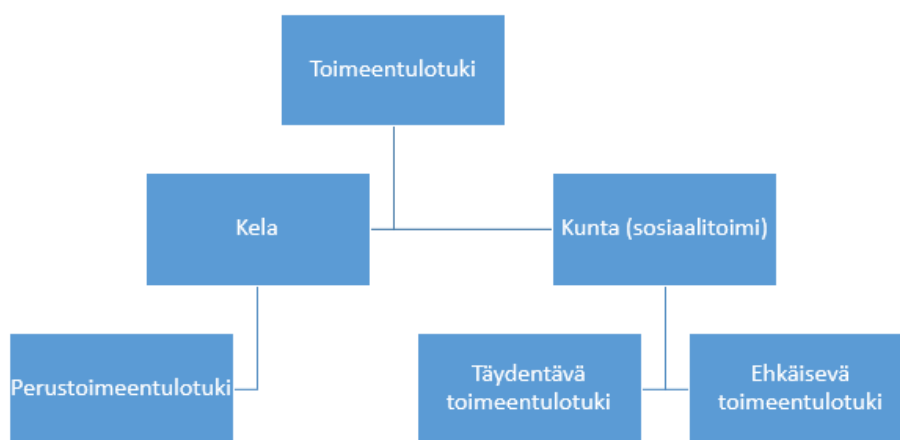 Toimeentulotuki
Kela
Kunta (sosiaalitoimi)
Perustoimeentulotuki
Täydentävä
toimeentulotuki
Ehkäisevä
toimeentulotuki